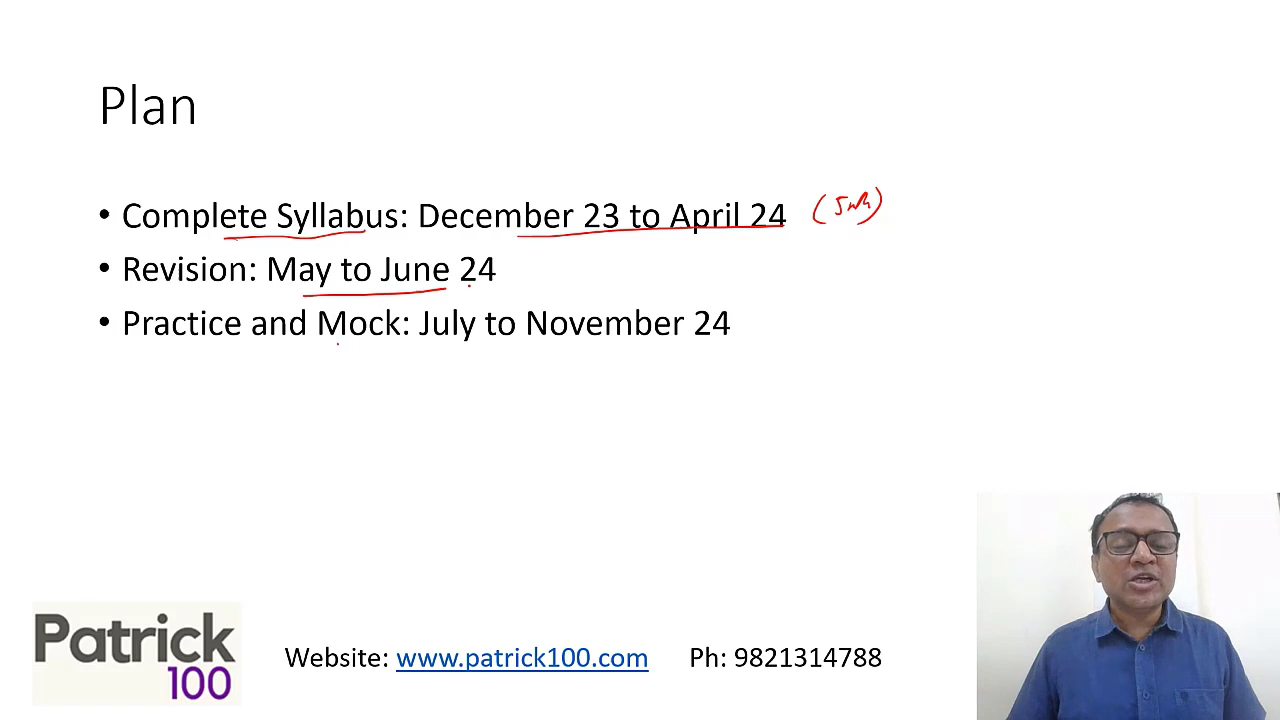 Plan
• Complete Syllabus: December 23 to April 24
• Revision: May to June 24
• Practice and Mock: July to November 24
Patrick
100
Website: www.patrick100.com Ph: 9821314788